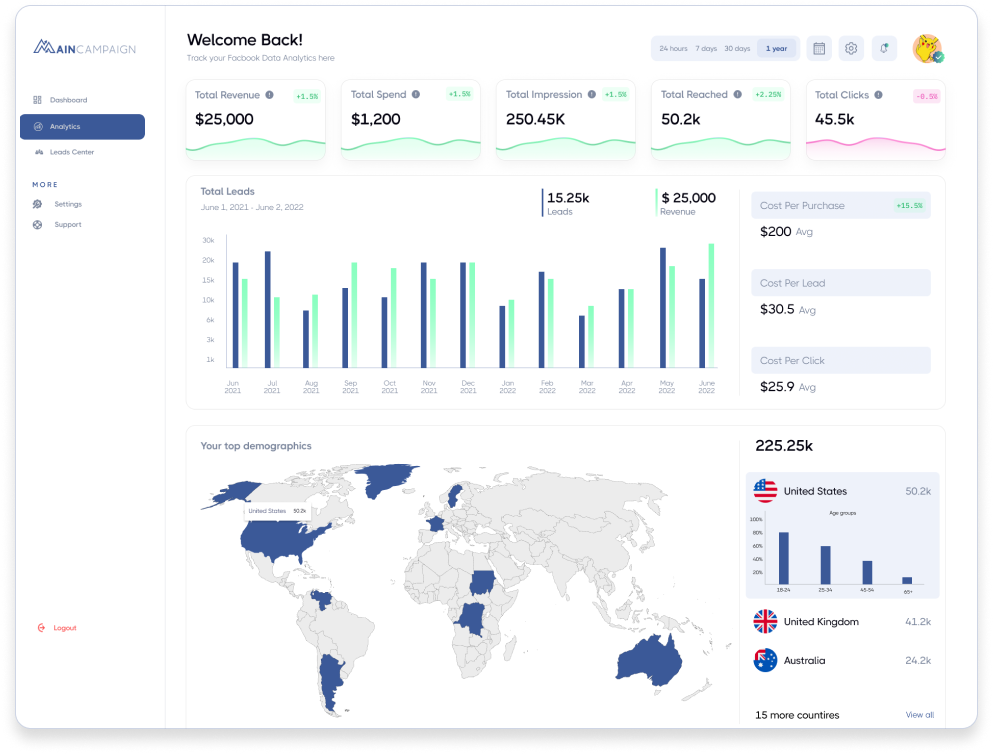 MAINCAMPAIGN
Dashboard
Analytics
Leads Center
MORE
Settings
Support
Logout
Welcome Back!
Track your Facbook Data Analytics here
24 hours 7 days 30 days 1 year
Total Revenue +1.5%
$25,000
Total Spend +1.5%
$1,200
Total Impression +1.5%
250.45K
Total Reached +2.25%
50.2k
Total Clicks -0.5%
45.5k
Total Leads
June 1, 2021 - June 2, 2022
15.25k
Leads
$ 25,000
Revenue
30k
20k
15k
10k
6k
3k
1k
Jun Jul Aug Sep Oct Nov Dec Jan Feb Mar Apr May June
2021 2021 2021 2021 2021 2021 2021 2022 2022 2022 2022 2022 2022
Cost Per Purchase +15.5%
$200 Avg
Cost Per Lead
$30.5 Avg
Cost Per Click
$25.9 Avg
Your top demographics
United States 50.2k
225.25k
United States 50.2k
Age groups
100%
80%
60%
40%
20%
18-24 25-34 45-54 65+
United Kingdom 41.2k
Australia 24.2k
15 more countires View all